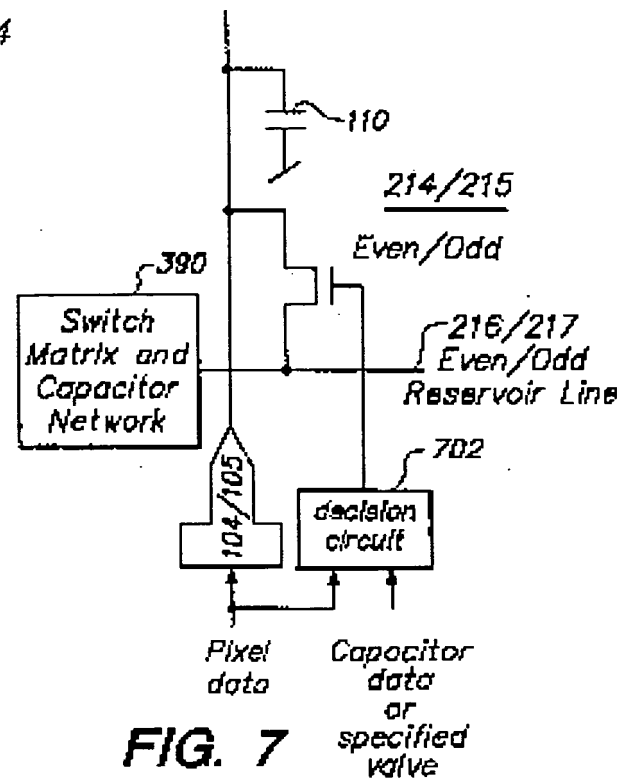 4
110
214/215
Even/Odd
390
Switch
Matrix and
Capacitor
Network
216/217
Even/Odd
Reservoir Line
702
104/105
decision
circuit
Pixel
data
Capacitor
data
or
specified
valve
FIG. 7